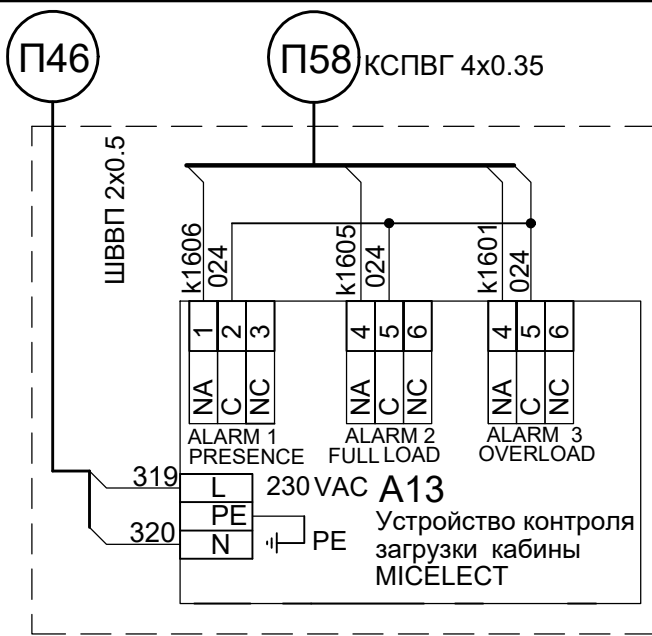 П46
П58 КСПВГ 4х0.35
ШВВП 2х0.5
k1606
024
k1605
024
k1601
024
1 2 3
4 5 6
4 5 6
NA C NC
NA C NC
NA C NC
ALARM 1
PRESENCE
ALARM 2
FULL LOAD
ALARM 3
OVERLOAD
319 L 230 VAC A13
PE
320 N PE
Устройство контроля
загрузки кабины
MICELECT